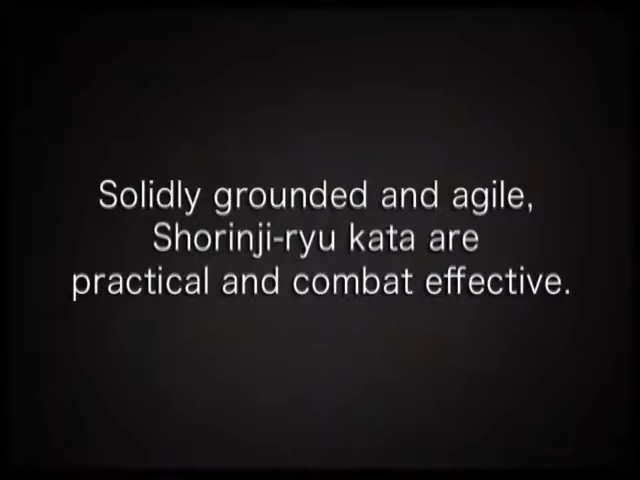 Solidly grounded and agile,
Shorinji-ryu kata are
practical and combat effective.